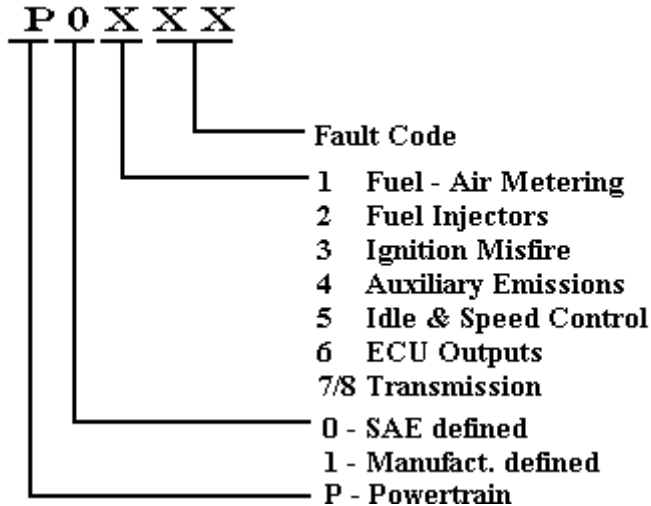 P 0 X X X
Fault Code
1 Fuel - Air Metering
2 Fuel Injectors
3 Ignition Misfire
4 Auxiliary Emissions
5 Idle & Speed Control
6 ECU Outputs
7/8 Transmission
0 - SAE defined
1 - Manufact. defined
P - Powertrain